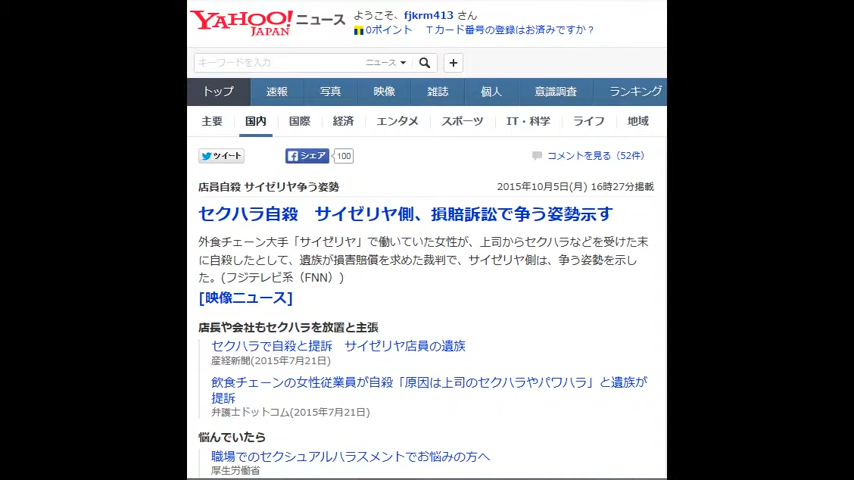 YAHOO! JAPAN ニュース
ようこそ、fjkrm413 さん
0ポイント Tカード番号の登録はお済みですか？
キーワードを入力 ニュース
トップ 速報 写真 映像 雑誌 個人 意識調査 ランキング
主要 国内 国際 経済 エンタメ スポーツ IT・科学 ライフ 地域
ツイート シェア 100 コメントを見る（52件）
店員自殺 サイゼリヤ争う姿勢 2015年10月5日(月) 16時27分掲載
セクハラ自殺 サイゼリヤ側、損賠訴訟で争う姿勢示す
外食チェーン大手「サイゼリヤ」で働いていた女性が、上司からセクハラなどを受けた末
に自殺したとして、遺族が損害賠償を求めた裁判で、サイゼリヤ側は、争う姿勢を示し
た。(フジテレビ系（FNN）)
[映像ニュース]
店長や会社もセクハラを放置と主張
セクハラで自殺と提訴 サイゼリヤ店員の遺族
産経新聞(2015年7月21日)
飲食チェーンの女性従業員が自殺「原因は上司のセクハラやパワハラ」と遺族が
提訴
弁護士ドットコム(2015年7月21日)
悩んでいたら
職場でのセクシュアルハラスメントでお悩みの方へ
厚生労働省